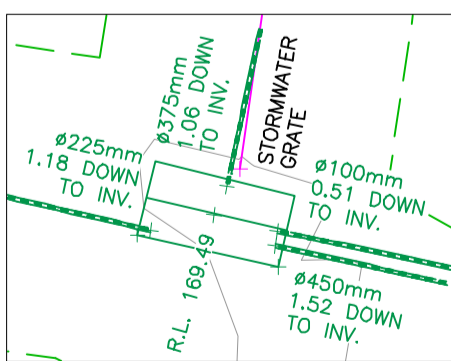 ø375mm
1.06 DOWN
TO INV.
STORMWATER
GRATE
ø225mm
1.18 DOWN
TO INV.
ø100mm
0.51 DOWN
TO INV.
R.L. 169.49
ø450mm
1.52 DOWN
TO INV.